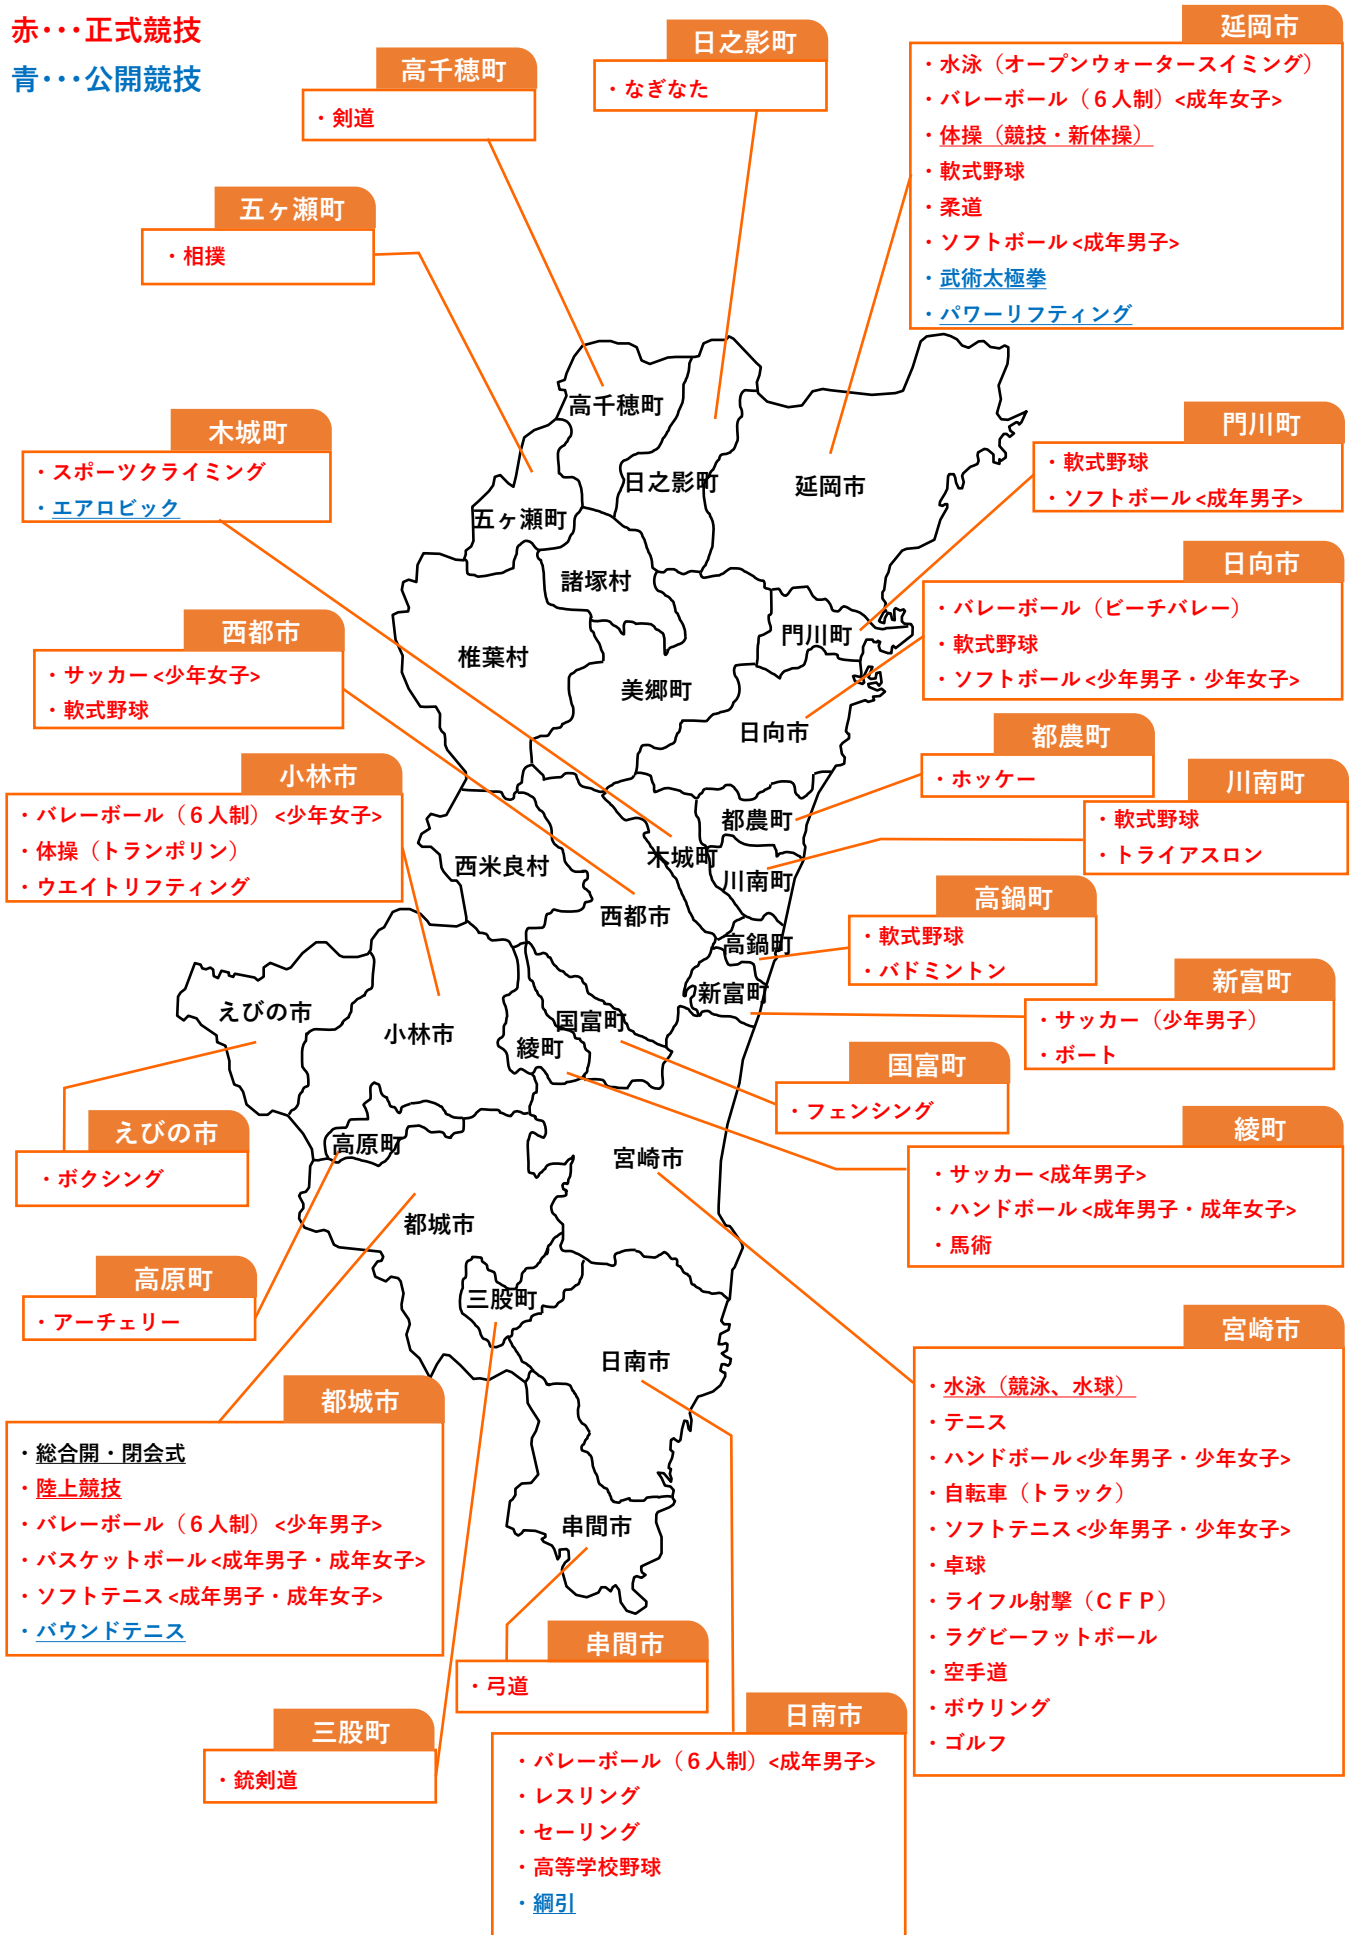 赤･･･正式競技
青･･･公開競技
高千穂町
・剣道
日之影町
・なぎなた
延岡市
・水泳（オープンウォータースイミング）
・バレーボール（６人制）<成年女子>
・体操（競技・新体操）
・軟式野球
・柔道
・ソフトボール<成年男子>
・武術太極拳
・パワーリフティング
五ヶ瀬町
・相撲
木城町
・スポーツクライミング
・エアロビック
門川町
・軟式野球
・ソフトボール<成年男子>
日向市
・バレーボール（ビーチバレー）
・軟式野球
・ソフトボール<少年男子・少年女子>
西都市
・サッカー<少年女子>
・軟式野球
都農町
・ホッケー
小林市
・バレーボール（６人制）<少年女子>
・体操（トランポリン）
・ウエイトリフティング
川南町
・軟式野球
・トライアスロン
高鍋町
・軟式野球
・バドミントン
新富町
・サッカー（少年男子）
・ボート
国富町
・フェンシング
えびの市
・ボクシング
綾町
・サッカー<成年男子>
・ハンドボール<成年男子・成年女子>
・馬術
高原町
・アーチェリー
宮崎市
・水泳（競泳、水球）
・テニス
・ハンドボール<少年男子・少年女子>
・自転車（トラック）
・ソフトテニス<少年男子・少年女子>
・卓球
・ライフル射撃（ＣＦＰ）
・ラグビーフットボール
・空手道
・ボウリング
・ゴルフ
都城市
・総合開・閉会式
・陸上競技
・バレーボール（６人制）<少年男子>
・バスケットボール<成年男子・成年女子>
・ソフトテニス<成年男子・成年女子>
・バウンドテニス
串間市
・弓道
三股町
・銃剣道
日南市
・バレーボール（６人制）<成年男子>
・レスリング
・セーリング
・高等学校野球
・綱引
高千穂町
日之影町
延岡市
五ヶ瀬町
諸塚村
門川町
椎葉村
美郷町
日向市
都農町
木城町
西米良村
川南町
西都市
高鍋町
新富町
えびの市
小林市
国富町
綾町
高原町
宮崎市
都城市
三股町
日南市
串間市